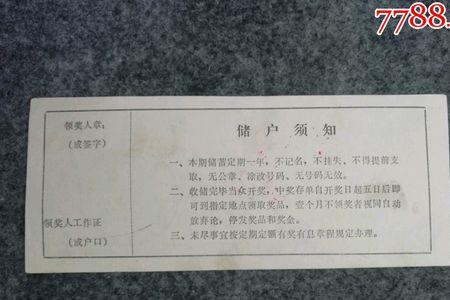 7788.
领奖人章:
(或签字)
领奖人工作证
(或户口)
储户须知
一、本期储蓄定期一年,不记名,不挂失、不得提前支
取,无公章、涂改号码、无号码无效。
二、收储完毕当众开奖,中奖存单自开奖日起五日后即
可到指定地点领取奖品,壹个月不领奖者视同自动
放弃论,停发奖品和奖金。
三、未尽事宜按定期定额有奖有息章程规定办理。